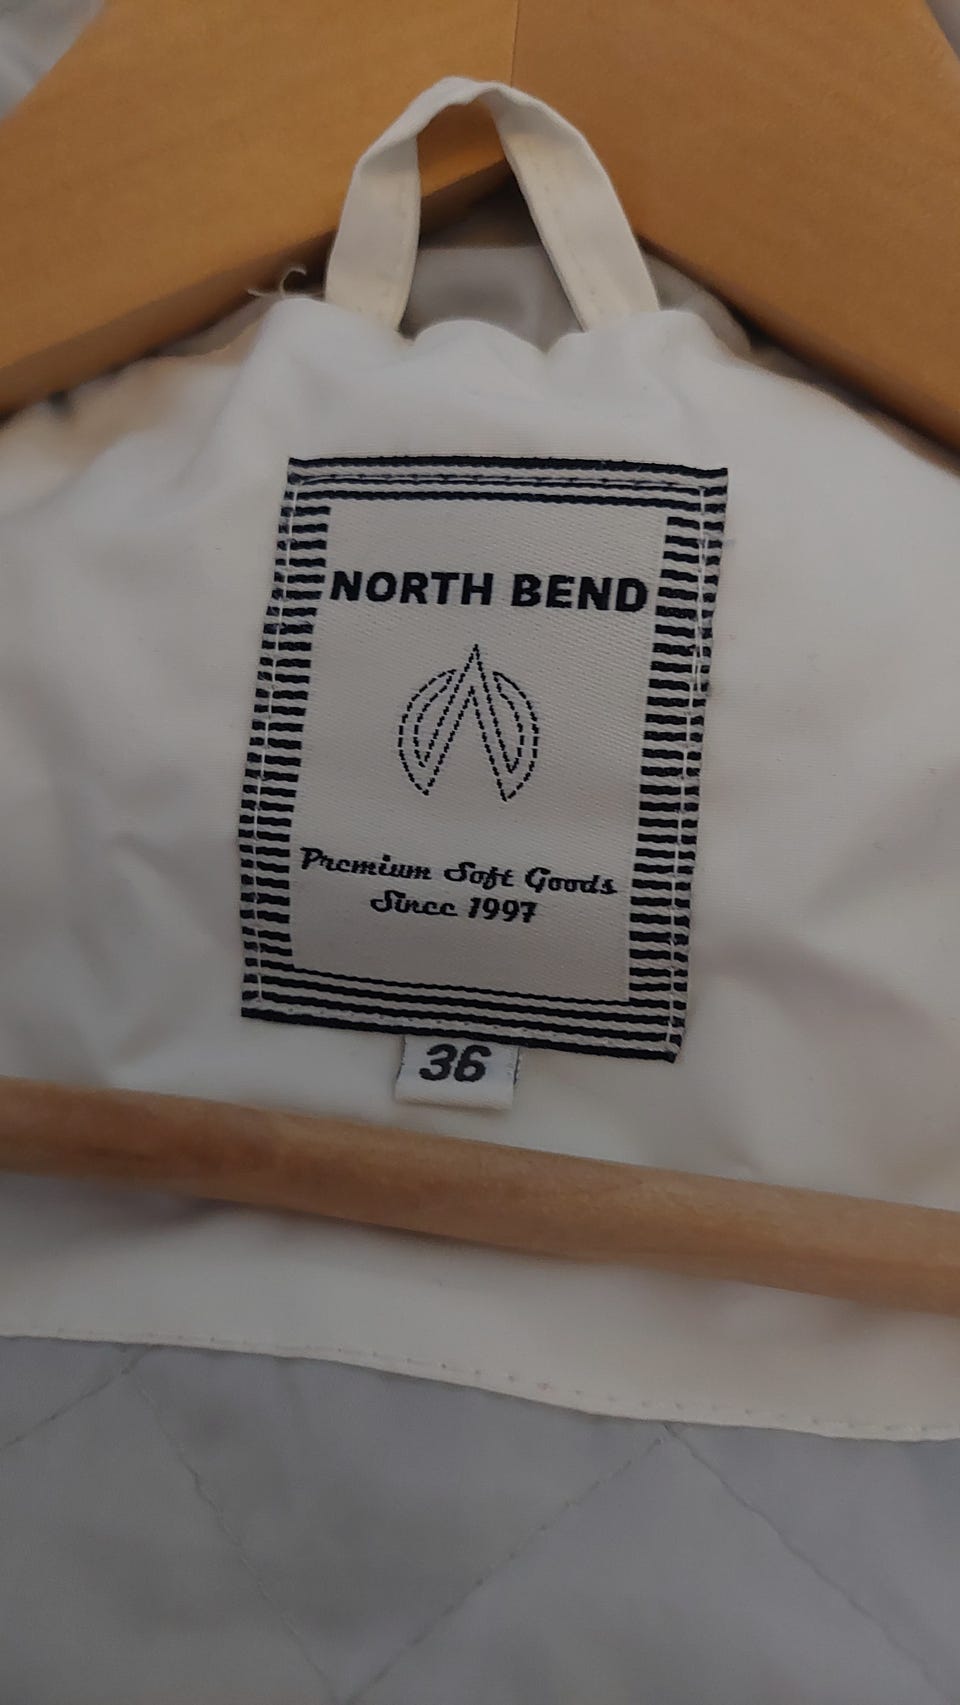 NORTH BEND
Premium Soft Goods
Since 1997
36